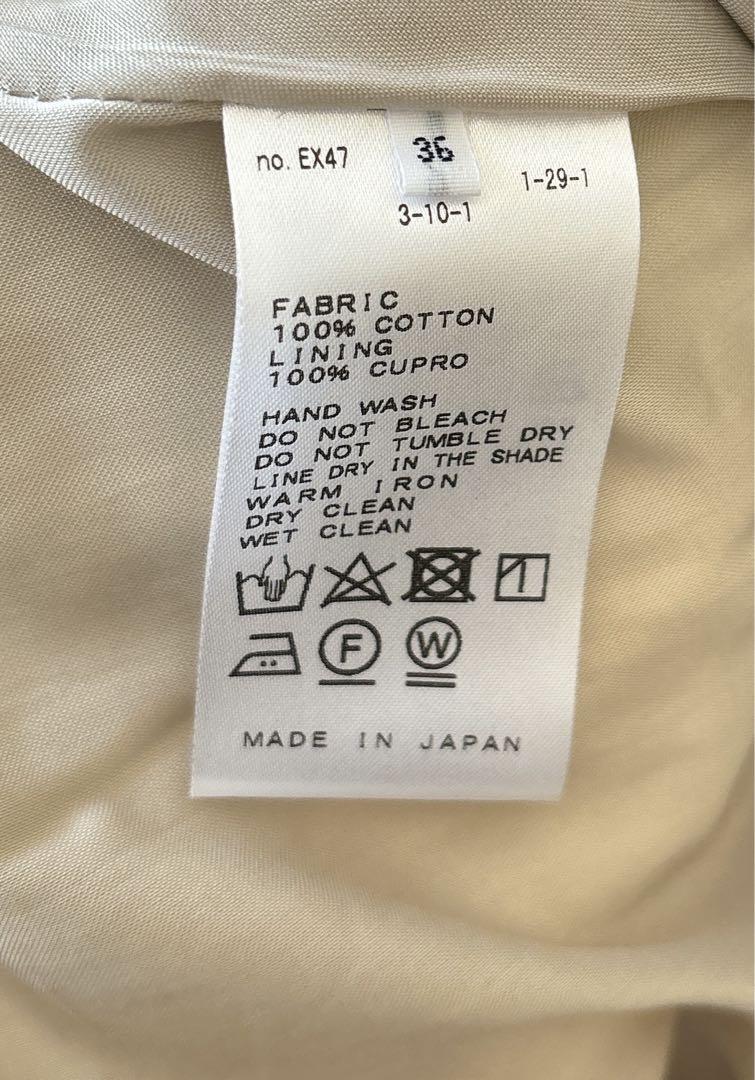 no. EX47
36
1-29-1
3-10-1
FABRIC
100% COTTON
LINING
100% CUPRO
HAND WASH
DO NOT BLEACH
DO NOT TUMBLE DRY
LINE DRY IN THE SHADE
WARM IRON
DRY CLEAN
WET CLEAN
F W
MADE IN JAPAN